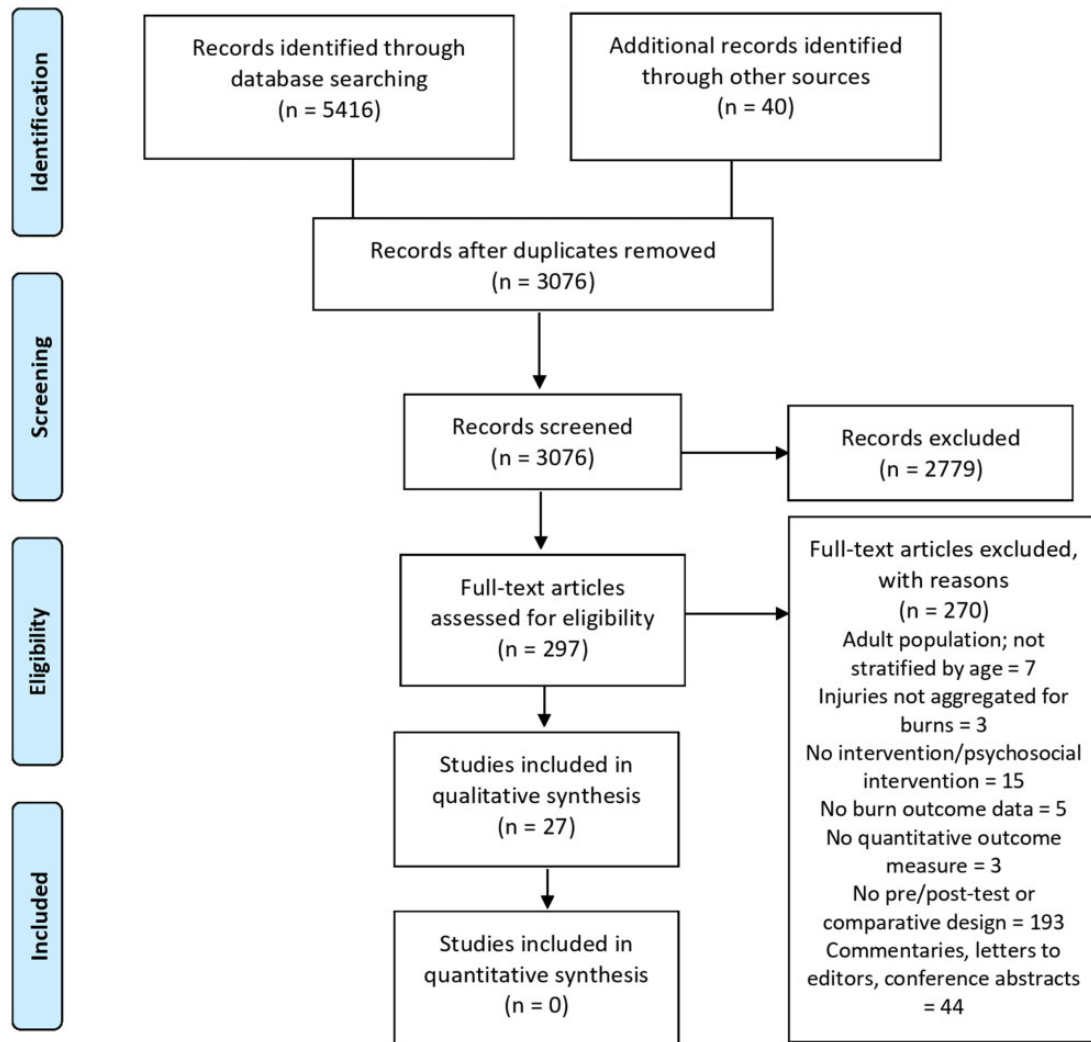 Identification
Records identified through
database searching
(n = 5416)
Additional records identified
through other sources
(n = 40)
Records after duplicates removed
(n = 3076)
Screening
Records screened
(n = 3076)
Records excluded
(n = 2779)
Eligibility
Full-text articles
assessed for eligibility
(n = 297)
Full-text articles excluded,
with reasons
(n = 270)
Adult population; not
stratified by age = 7
Injuries not aggregated for
burns = 3
No intervention/psychosocial
intervention = 15
No burn outcome data = 5
No quantitative outcome
measure = 3
No pre/post-test or
comparative design = 193
Commentaries, letters to
editors, conference abstracts
= 44
Studies included in
qualitative synthesis
(n = 27)
Included
Studies included in
quantitative synthesis
(n = 0)